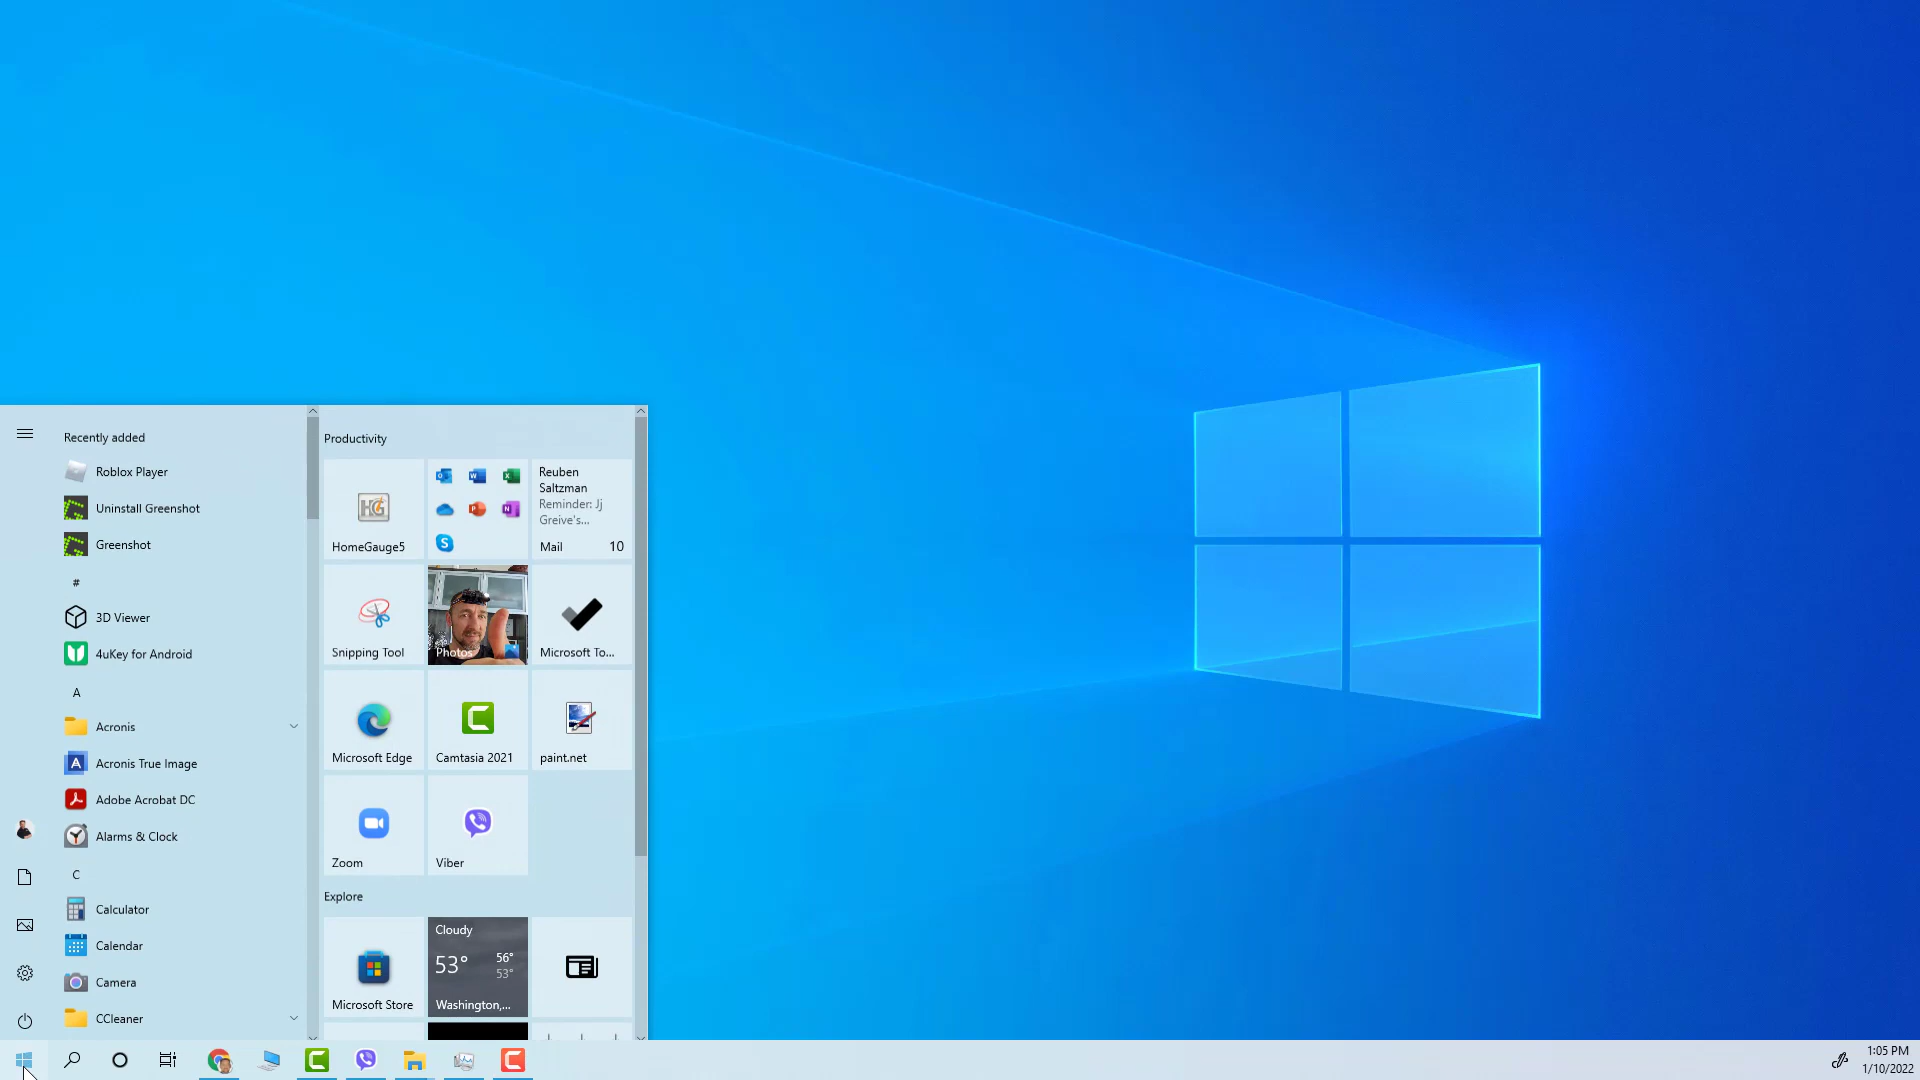 Recently added
Roblox Player
Uninstall Greenshot
Greenshot
#
3D Viewer
4uKey for Android
A
Acronis
Acronis True Image
Adobe Acrobat DC
Alarms & Clock
C
Calculator
Calendar
Camera
CCleaner
Productivity
HomeGauge5
Reuben
Saltzman
Reminder: Jj
Greive's...
Mail 10
Snipping Tool
Photos
Microsoft To...
Microsoft Edge
Camtasia 2021
paint.net
Zoom
Viber
Explore
Microsoft Store
Cloudy
53° 56°
53°
Washington,...
1:05 PM
1/10/2022